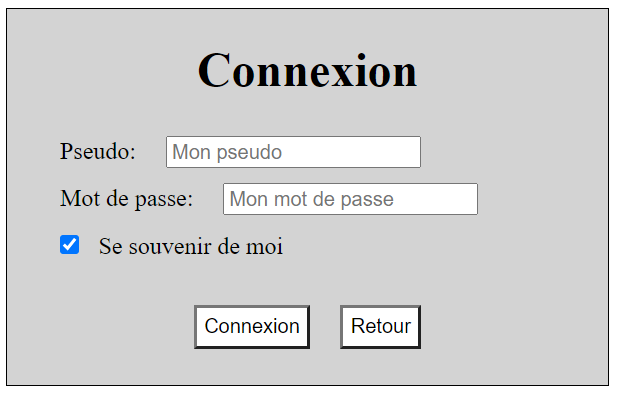 Connexion
Pseudo: Mon pseudo
Mot de passe: Mon mot de passe
Se souvenir de moi
Connexion Retour